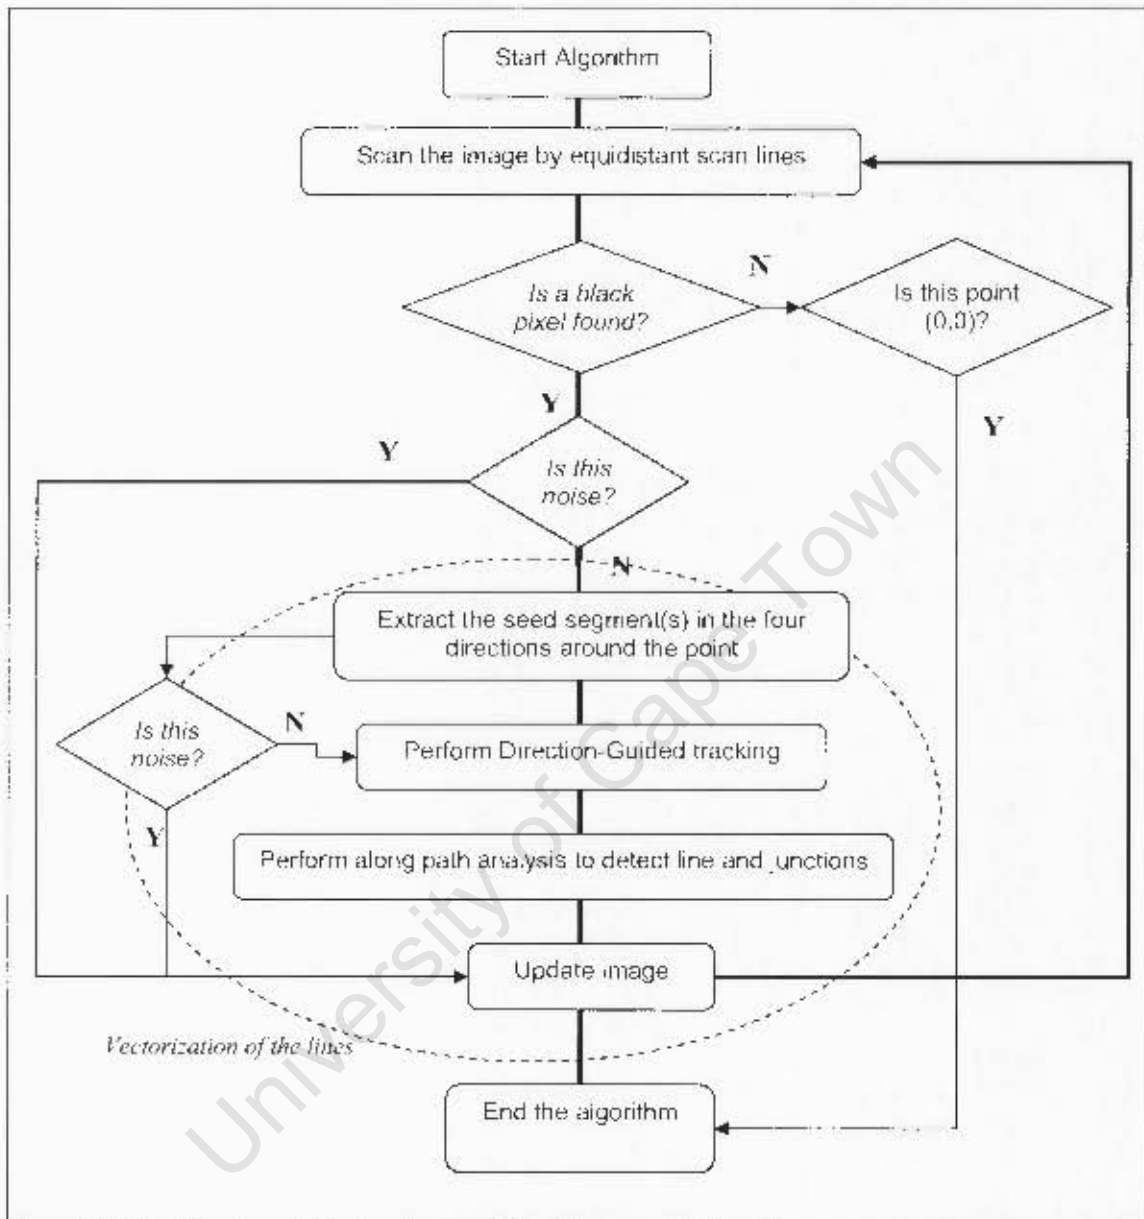 Start Algorithm
Scan the image by equidistant scan lines
Is a black
pixel found?
N
Is this point
(0,0)?
Y
Y
Y
Is this
noise?
N
Extract the seed segment(s) in the four
directions around the point
Is this
noise?
N
Perform Direction-Guided tracking
Y
Perform along path analysis to detect line and junctions
Update image
Vectorization of the lines
End the algorithm
University of Cape Town